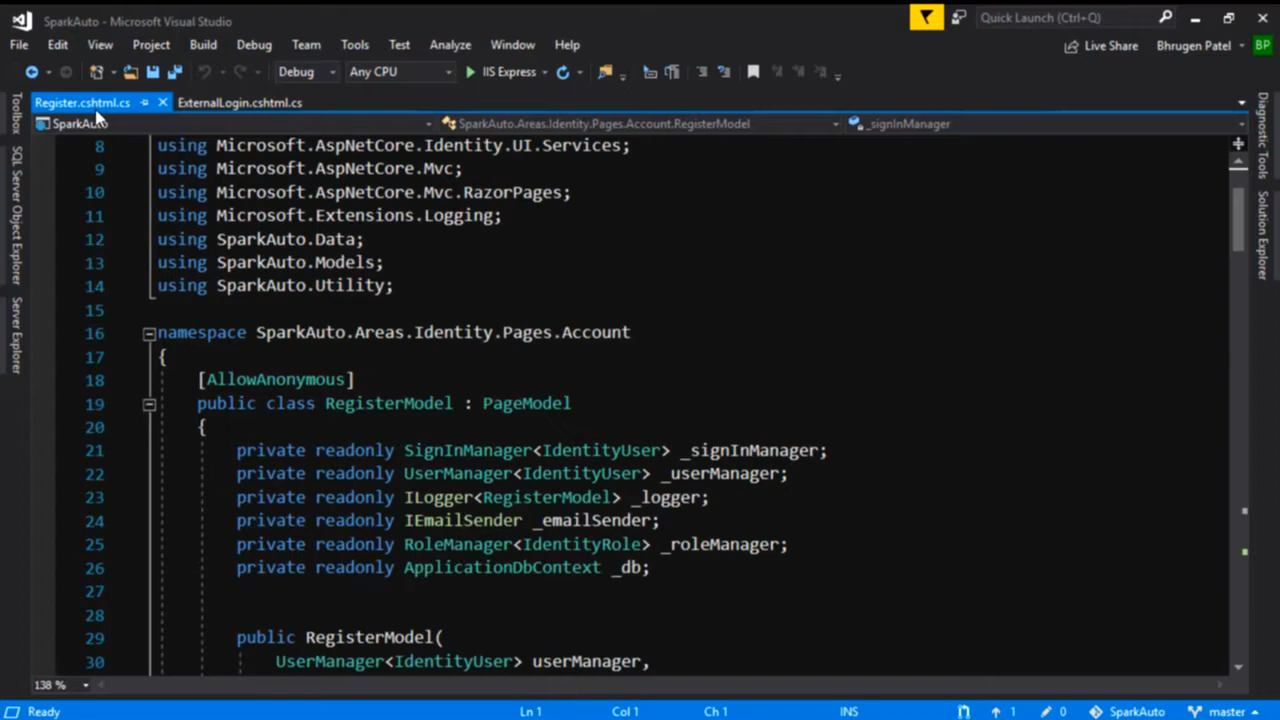 SparkAuto - Microsoft Visual Studio
Quick Launch (Ctrl+Q)
File Edit View Project Build Debug Team Tools Test Analyze Window Help
Live Share Bhrugen Patel BP
Debug Any CPU IIS Express
Register.cshtml.cs ExternalLogin.cshtml.cs
SparkAuto SparkAuto.Areas.Identity.Pages.Account.RegisterModel _signInManager
Toolbox
SQL Server Object Explorer
Server Explorer
Diagnostic Tools
Solution Explorer
8 using Microsoft.AspNetCore.Identity.UI.Services;
9 using Microsoft.AspNetCore.Mvc;
10 using Microsoft.AspNetCore.Mvc.RazorPages;
11 using Microsoft.Extensions.Logging;
12 using SparkAuto.Data;
13 using SparkAuto.Models;
14 using SparkAuto.Utility;
15
16 namespace SparkAuto.Areas.Identity.Pages.Account
17 {
18 [AllowAnonymous]
19 public class RegisterModel : PageModel
20 {
21 private readonly SignInManager<IdentityUser> _signInManager;
22 private readonly UserManager<IdentityUser> _userManager;
23 private readonly ILogger<RegisterModel> _logger;
24 private readonly IEmailSender _emailSender;
25 private readonly RoleManager<IdentityRole> _roleManager;
26 private readonly ApplicationDbContext _db;
27
28
29 public RegisterModel(
30 UserManager<IdentityUser> userManager,
138 %
Ready Ln 1 Col 1 Ch 1 INS 1 0 SparkAuto master